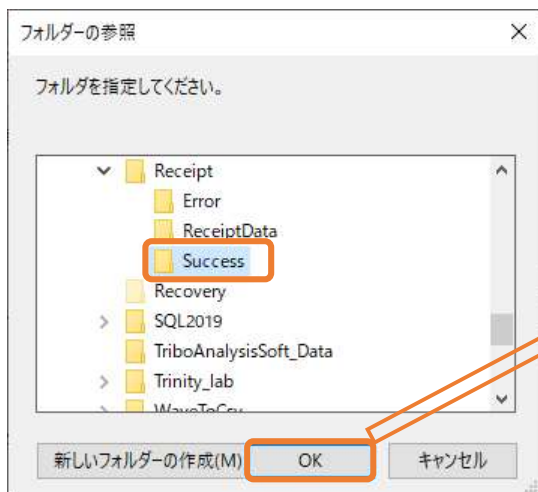 フォルダーの参照
フォルダを指定してください。
Receipt
Error
ReceiptData
Success
Recovery
SQL2019
TriboAnalysisSoft_Data
Trinity_lab
新しいフォルダーの作成(M)
OK
キャンセル